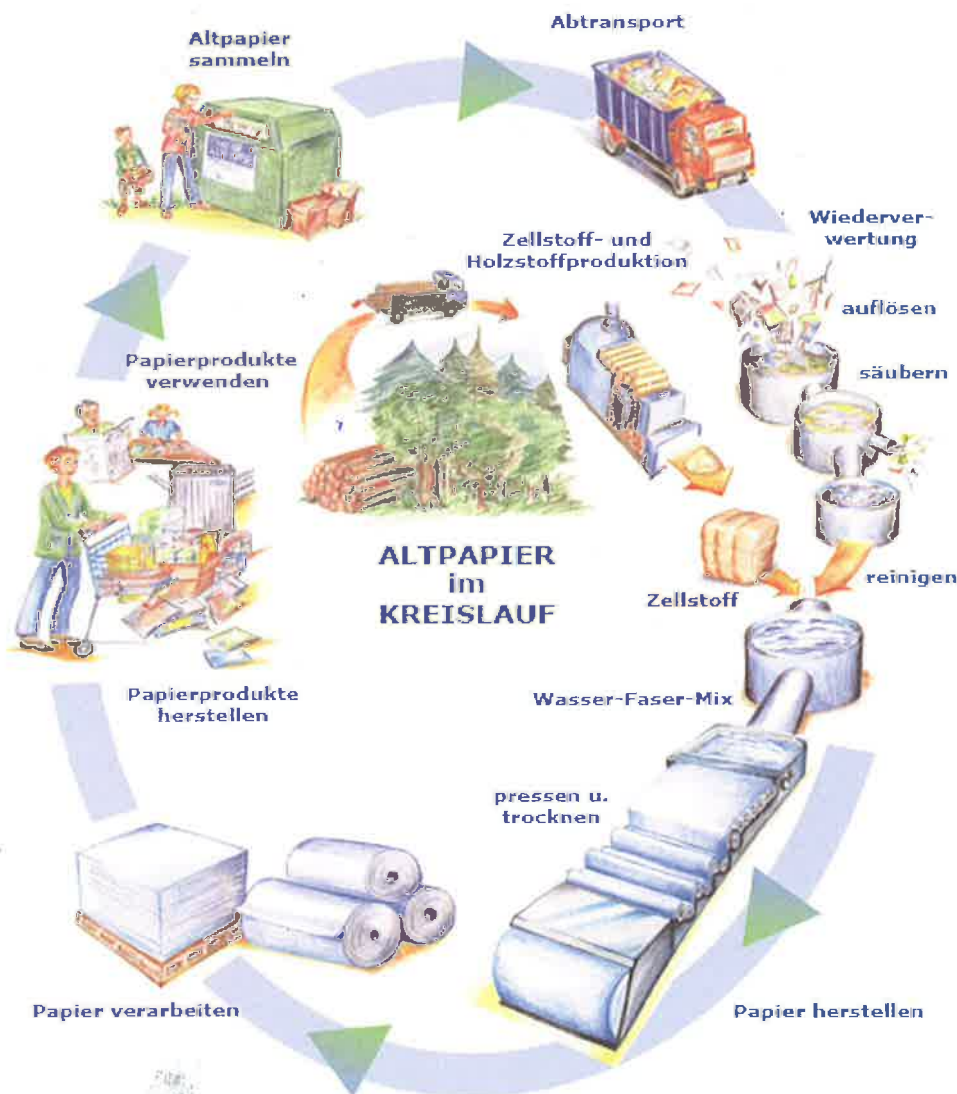 Abtransport
Altpapier
sammeln
Wiederver-
wertung
Zellstoff- und
Holzstoffproduktion
auflösen
säubern
Papierprodukte
verwenden
ALTPAPIER
im
KREISLAUF
reinigen
Zellstoff
Papierprodukte
herstellen
Wasser-Faser-Mix
pressen u.
trocknen
Papier verarbeiten
Papier herstellen